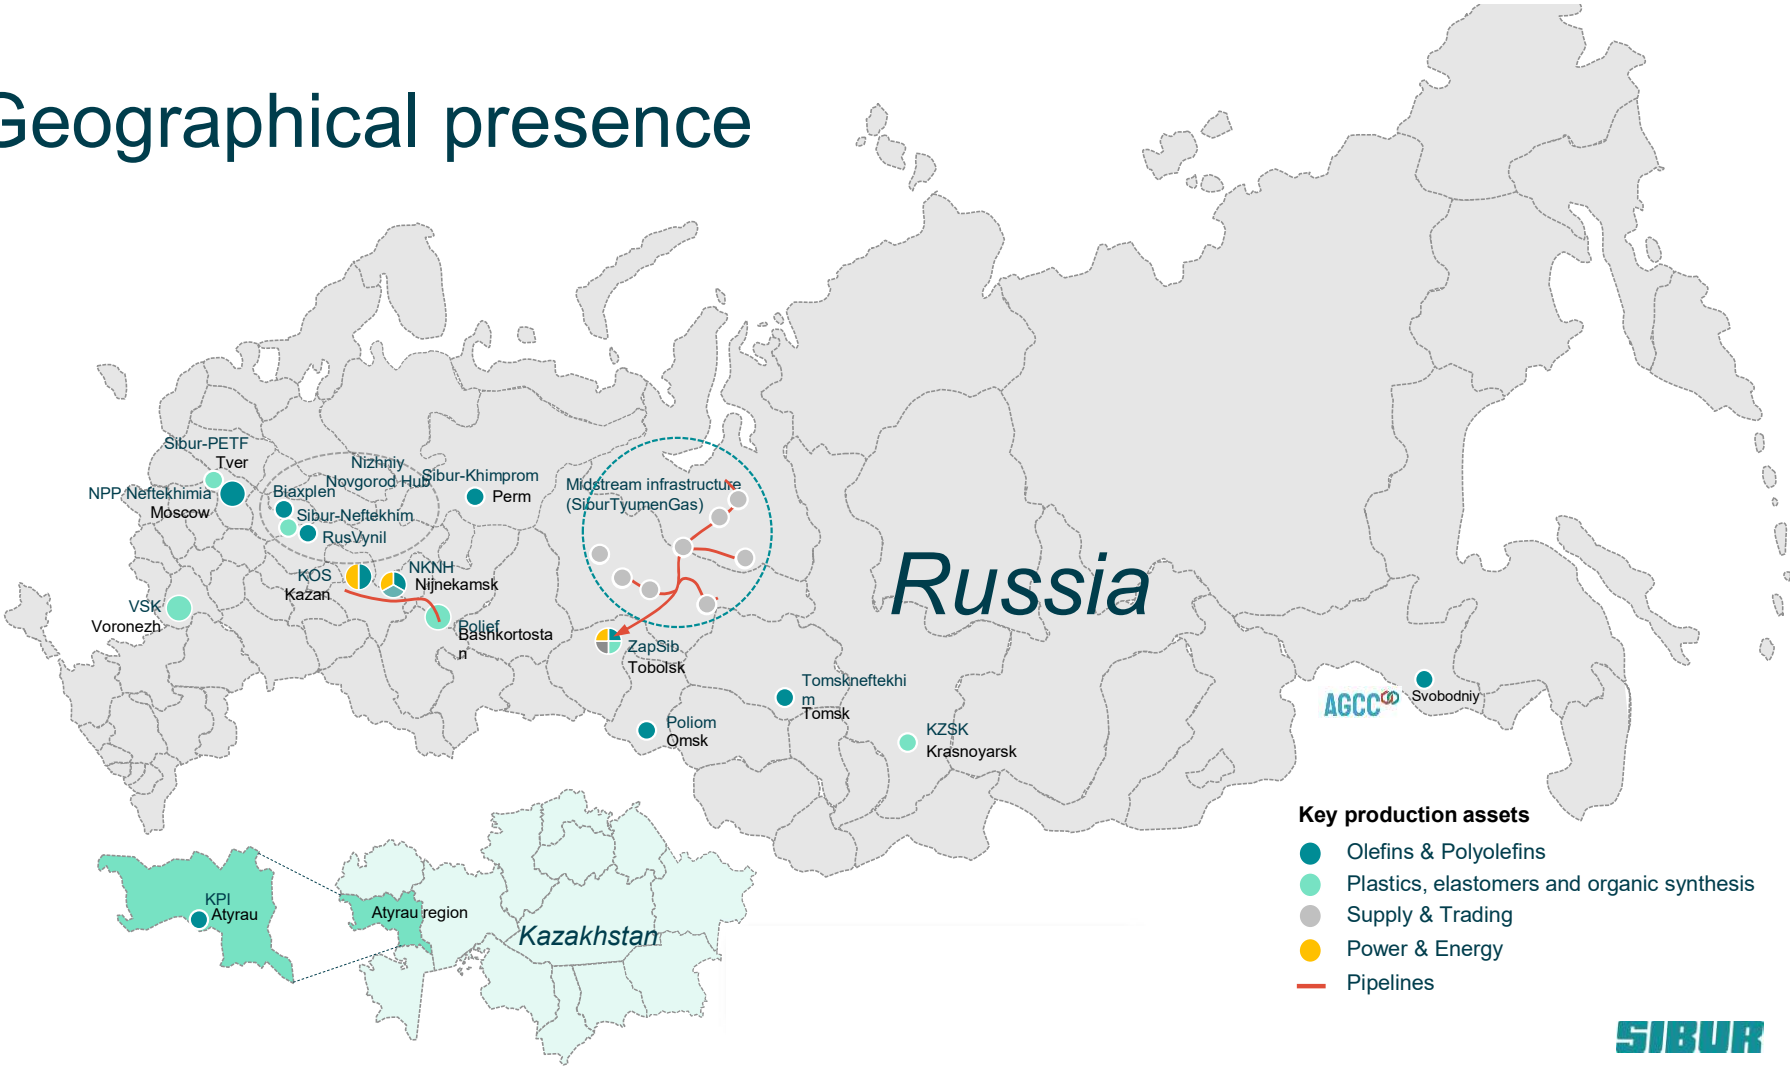 Geographical presence
Sibur-PETF
Tver
NPP Neftekhimia
Moscow
Nizhniy
Novgorod Hub
Biaxplen
Sibur-Neftekhim
RusVynil
Sibur-Khimprom
Perm
Midstream infrastructure
(SiburTyumenGas)
KOS
Kazan
NKNH
Nijnekamsk
VSK
Voronezh
Polief
Bashkortosta
n
ZapSib
Tobolsk
Russia
Tomskneftekhi
m
Tomsk
Poliom
Omsk
KZSK
Krasnoyarsk
AGCC
Svobodniy
KPI
Atyrau
Atyrau region
Kazakhstan
Key production assets
Olefins & Polyolefins
Plastics, elastomers and organic synthesis
Supply & Trading
Power & Energy
Pipelines
SIBUR